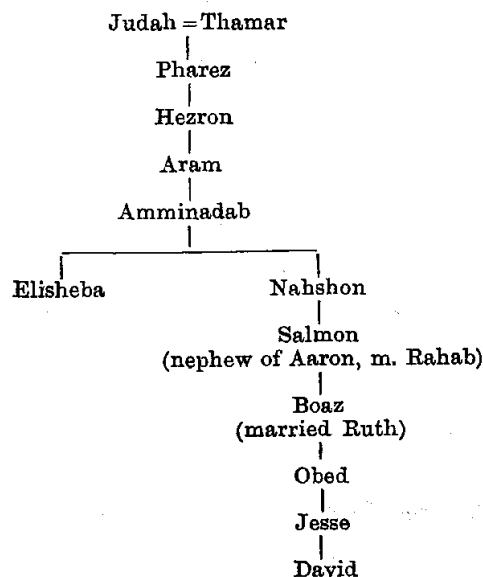 Judah = Thamar
Pharez
Hezron
Aram
Amminadab
Elisheba Nahshon
Salmon
(nephew of Aaron, m. Rahab)
Boaz
(married Ruth)
Obed
Jesse
David